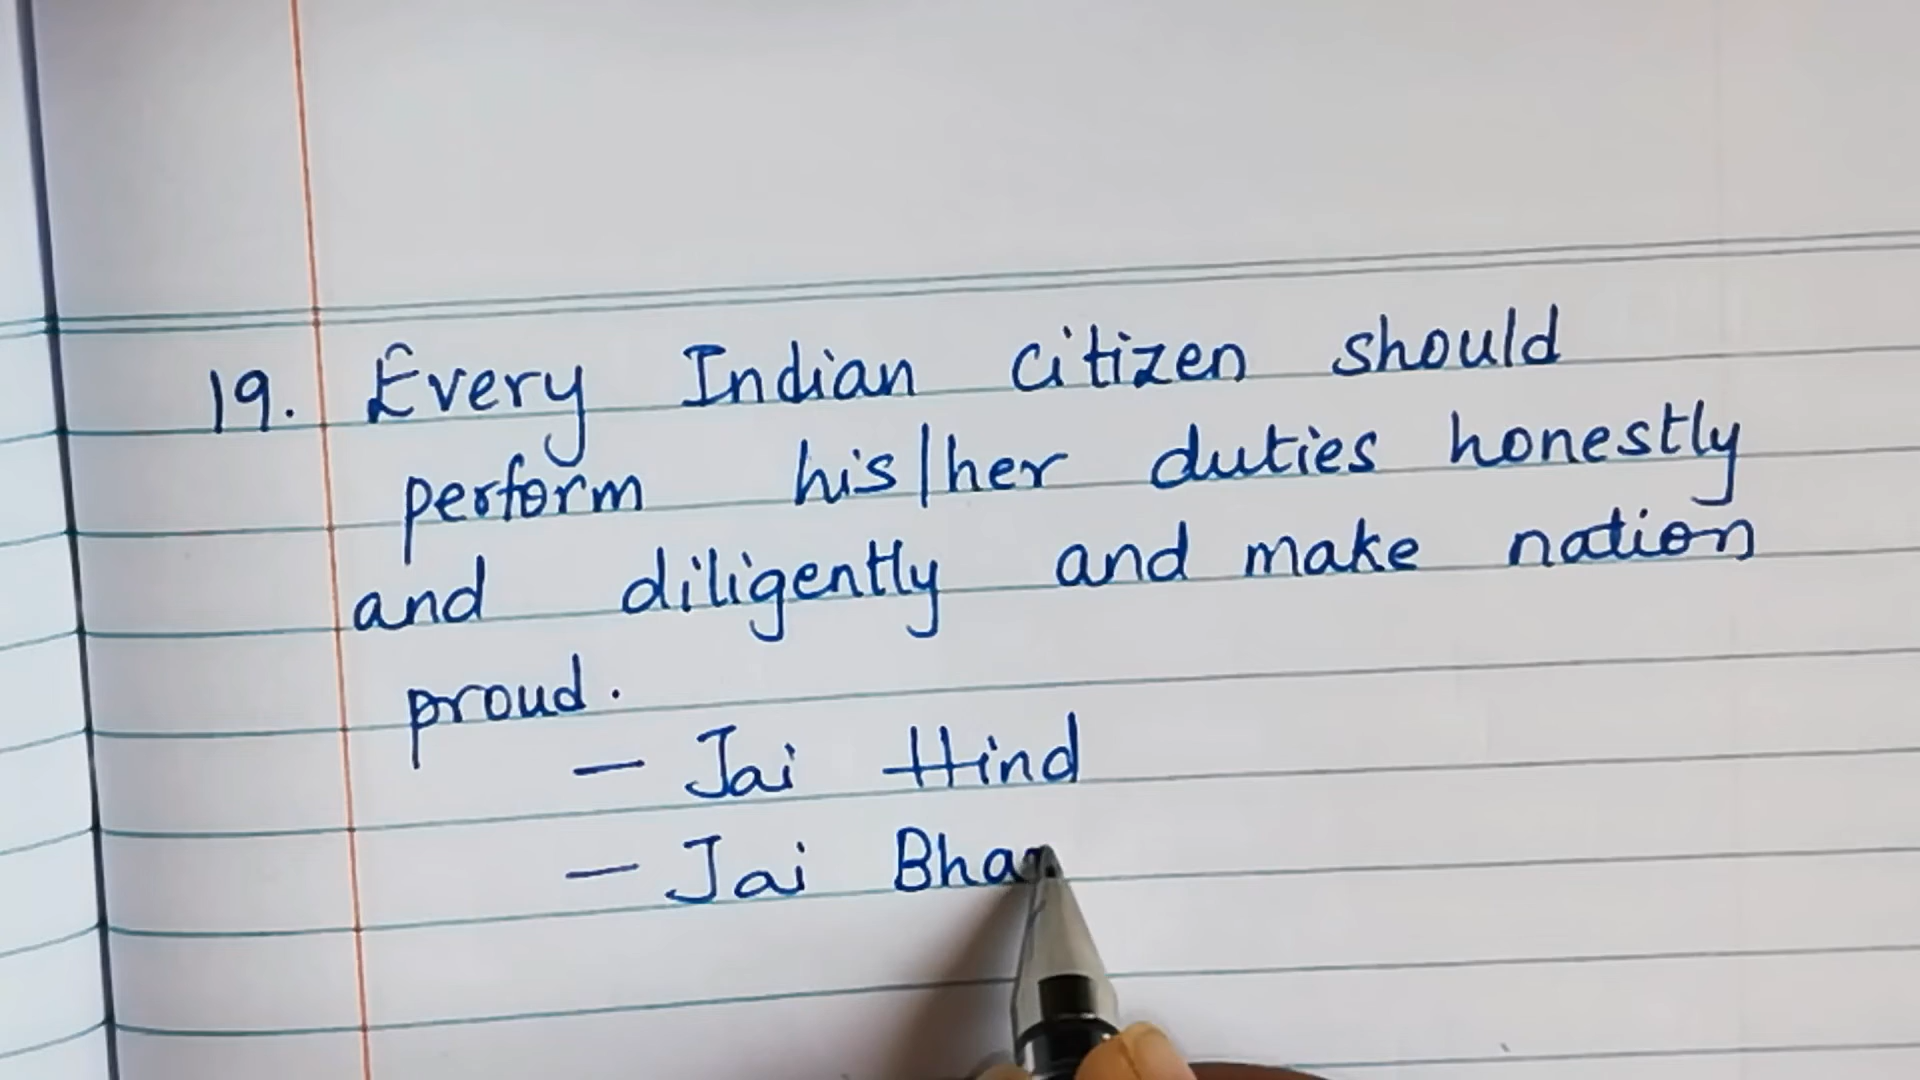 19. Every Indian citizen should
perform his/her duties honestly
and diligently and make nation
proud.
- Jai Hind
- Jai